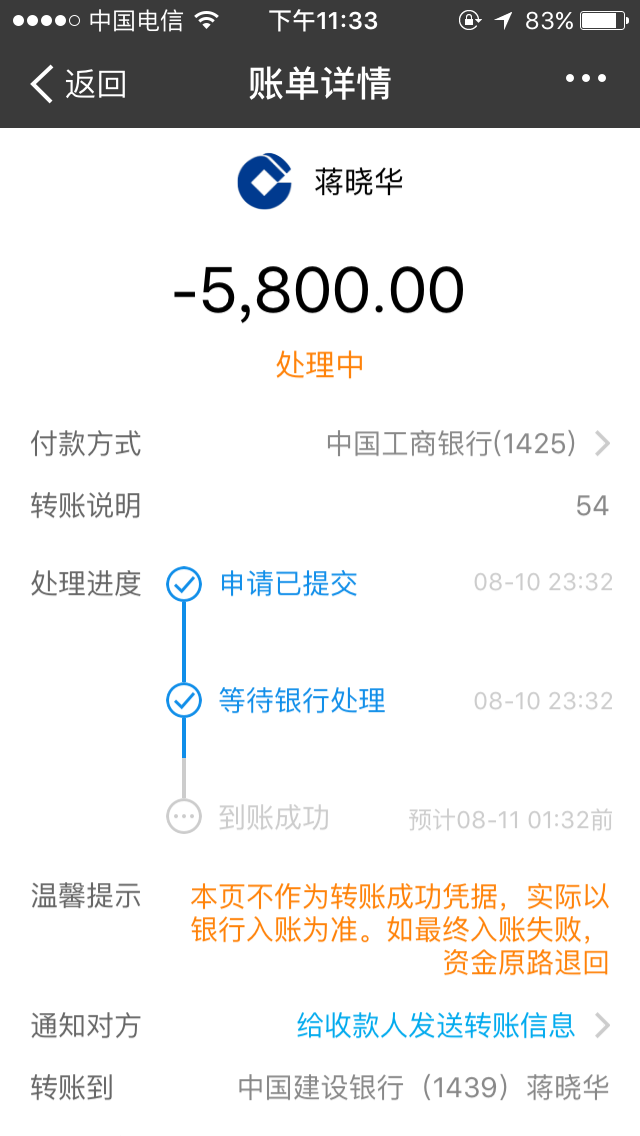 中国电信 下午11:33 83%
返回 账单详情
蒋晓华
-5,800.00
处理中
付款方式 中国工商银行(1425)
转账说明 54
处理进度 申请已提交 08-10 23:32
等待银行处理 08-10 23:32
到账成功 预计08-11 01:32前
温馨提示 本页不作为转账成功凭据，实际以
银行入账为准。如最终入账失败，
资金原路退回
通知对方 给收款人发送转账信息
转账到 中国建设银行（1439）蒋晓华